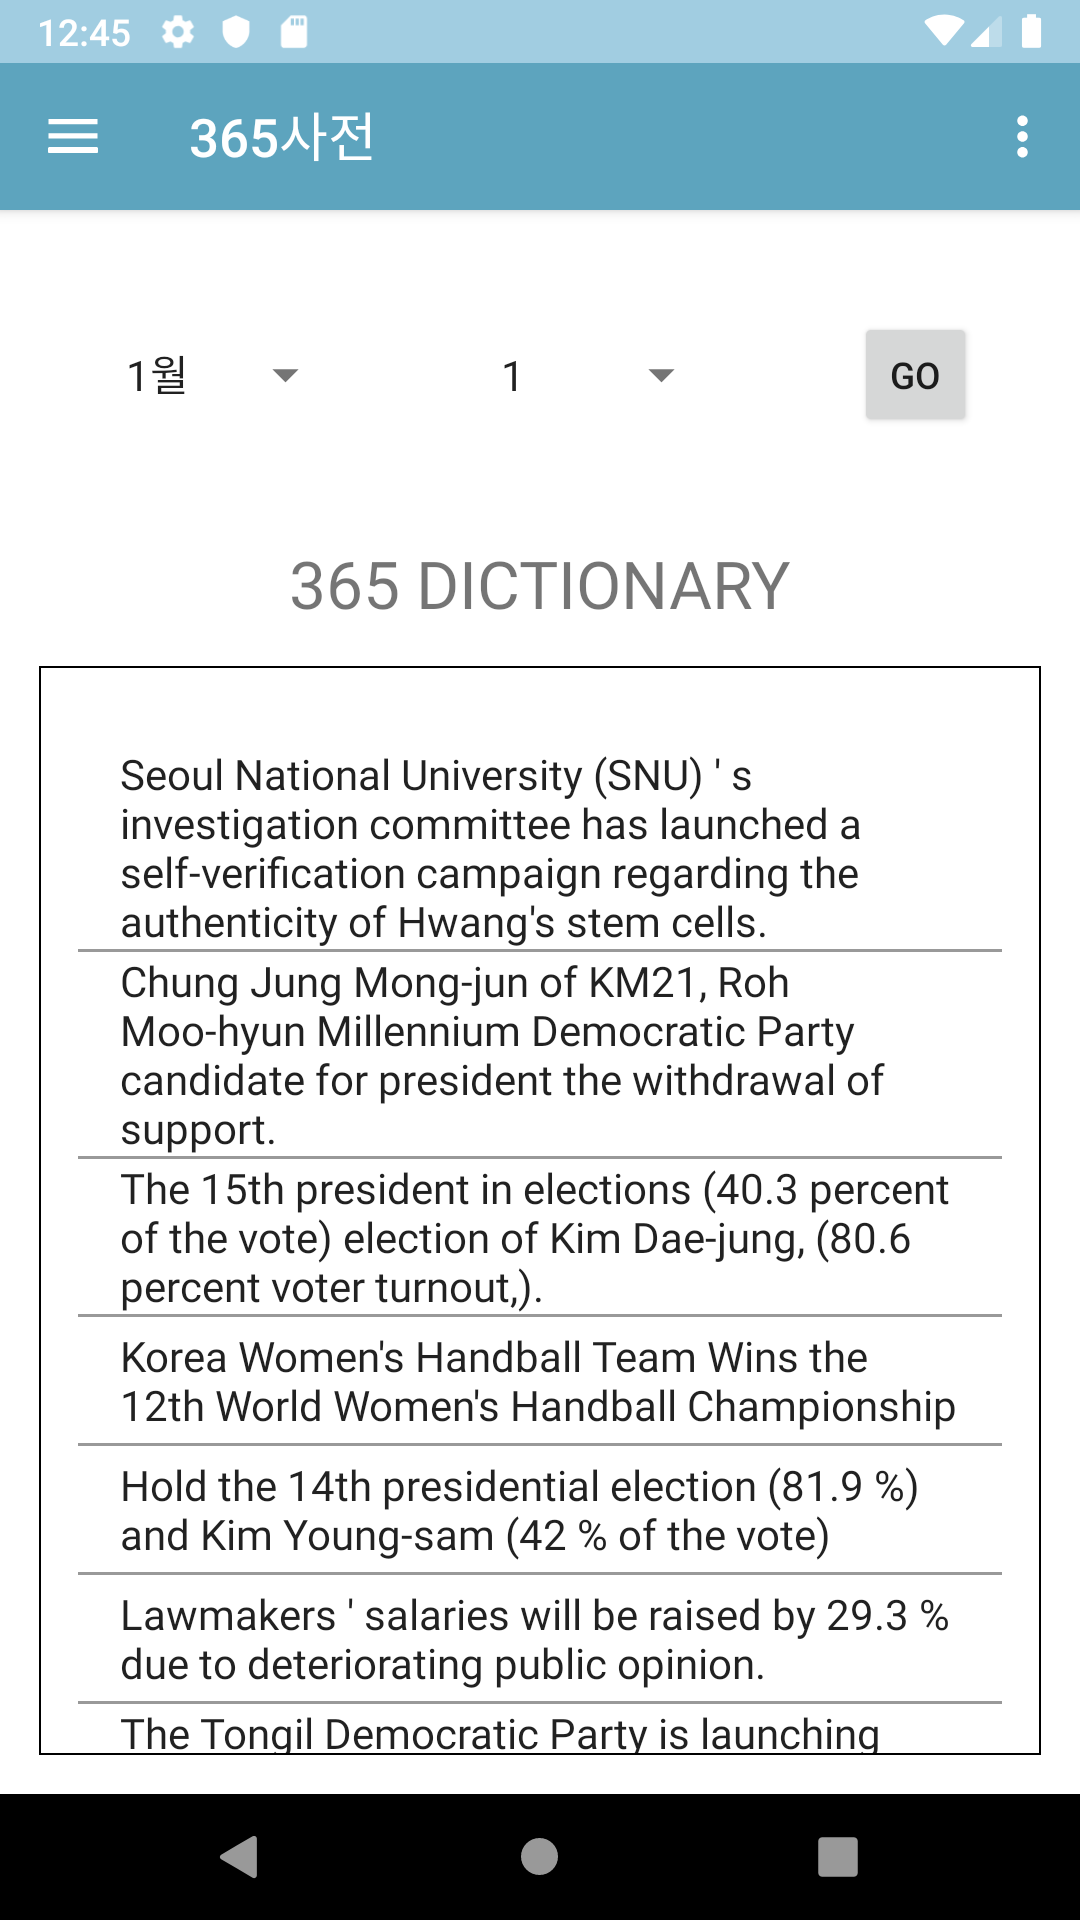 12:45
365사전
1월
1
GO
365 DICTIONARY
Seoul National University (SNU) ' s
investigation committee has launched a
self-verification campaign regarding the
authenticity of Hwang's stem cells.
Chung Jung Mong-jun of KM21, Roh
Moo-hyun Millennium Democratic Party
candidate for president the withdrawal of
support.
The 15th president in elections (40.3 percent
of the vote) election of Kim Dae-jung, (80.6
percent voter turnout,).
Korea Women's Handball Team Wins the
12th World Women's Handball Championship
Hold the 14th presidential election (81.9 %)
and Kim Young-sam (42 % of the vote)
Lawmakers ' salaries will be raised by 29.3 %
due to deteriorating public opinion.
The Tongil Democratic Party is launching